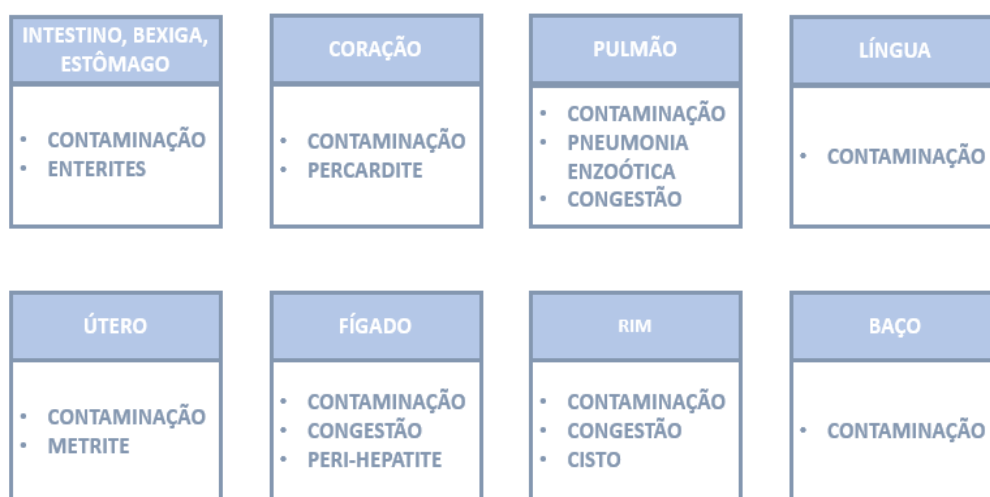 INTESTINO, BEXIGA,
ESTÔMAGO
• CONTAMINAÇÃO
• ENTERITES
CORAÇÃO
• CONTAMINAÇÃO
• PERCARDITE
PULMÃO
• CONTAMINAÇÃO
• PNEUMONIA
ENZOÓTICA
• CONGESTÃO
LÍNGUA
• CONTAMINAÇÃO
ÚTERO
• CONTAMINAÇÃO
• METRITE
FÍGADO
• CONTAMINAÇÃO
• CONGESTÃO
• PERI-HEPATITE
RIM
• CONTAMINAÇÃO
• CONGESTÃO
• CISTO
BAÇO
• CONTAMINAÇÃO